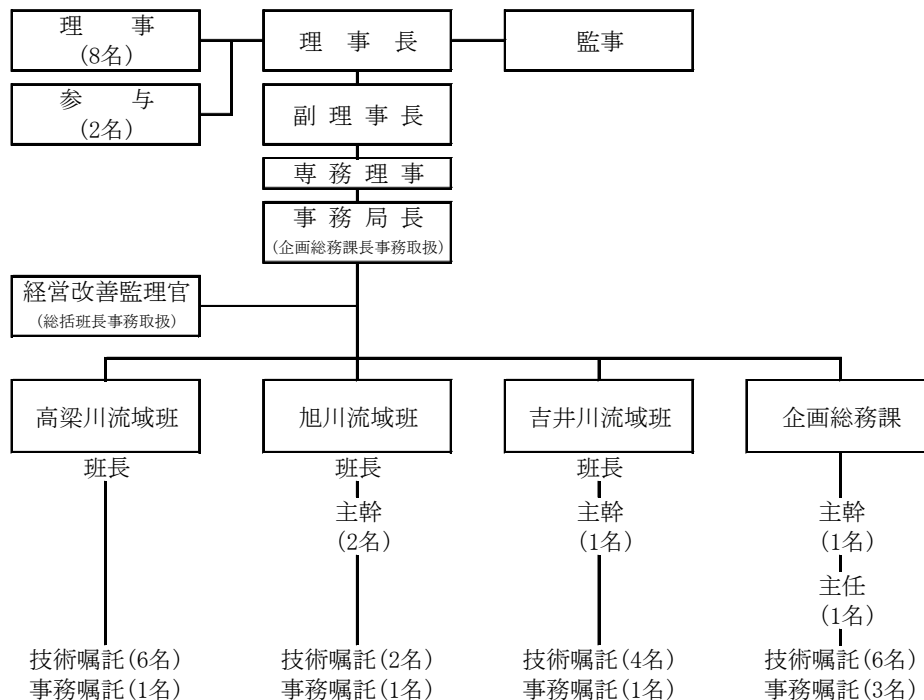 理事
(8名)
理事長
監事
参与
(2名)
副理事長
専務理事
事務局長
(企画総務課長事務取扱)
経営改善監理官
(総括班長事務取扱)
高梁川流域班
旭川流域班
吉井川流域班
企画総務課
班長
班長
班長
主幹
(2名)
主幹
(1名)
主幹
(1名)
主任
(1名)
技術嘱託(6名)
事務嘱託(1名)
技術嘱託(2名)
事務嘱託(1名)
技術嘱託(4名)
事務嘱託(1名)
技術嘱託(6名)
事務嘱託(3名)